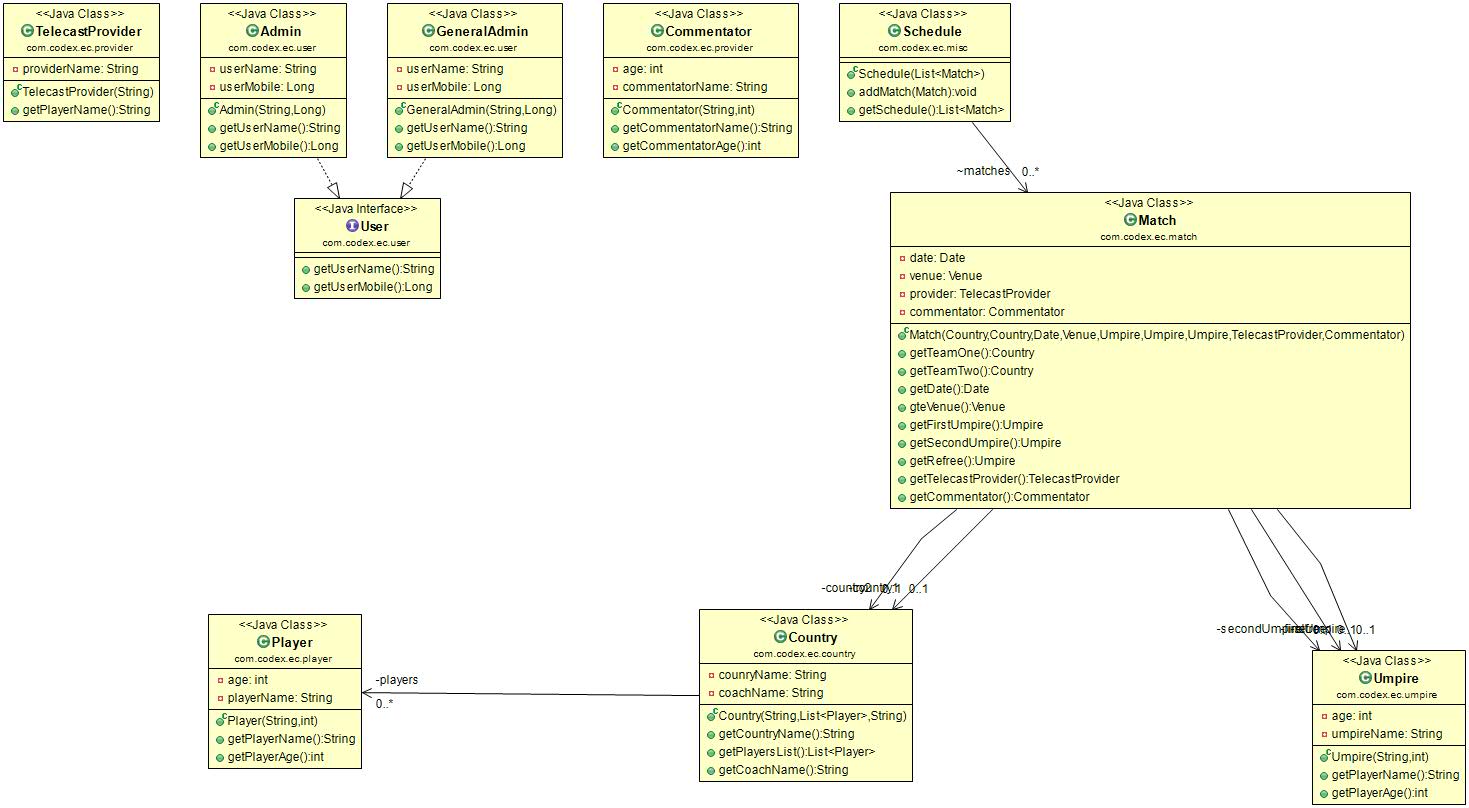 <<Java Class>>
TelecastProvider
com.codex.ec.provider
providerName: String
TelecastProvider(String)
getPlayerName():String
<<Java Class>>
Admin
com.codex.ec.user
userName: String
userMobile: Long
Admin(String,Long)
getUserName():String
getUserMobile():Long
<<Java Class>>
GeneralAdmin
com.codex.ec.user
userName: String
userMobile: Long
GeneralAdmin(String,Long)
getUserName():String
getUserMobile():Long
<<Java Class>>
Commentator
com.codex.ec.provider
age: int
commentatorName: String
Commentator(String,int)
getCommentatorName():String
getCommentatorAge():int
<<Java Class>>
Schedule
com.codex.ec.misc
Schedule(List<Match>)
addMatch(Match):void
getSchedule():List<Match>
~matches 0..*
<<Java Interface>>
User
com.codex.ec.user
getUserName():String
getUserMobile():Long
<<Java Class>>
Match
com.codex.ec.match
date: Date
venue: Venue
provider: TelecastProvider
commentator: Commentator
Match(Country,Country,Date,Venue,Umpire,Umpire,Umpire,TelecastProvider,Commentator)
getTeamOne():Country
getTeamTwo():Country
getDate():Date
gteVenue():Venue
getFirstUmpire():Umpire
getSecondUmpire():Umpire
getRefree():Umpire
getTelecastProvider():TelecastProvider
getCommentator():Commentator
0..1
0..1
<<Java Class>>
Player
com.codex.ec.player
age: int
playerName: String
Player(String,int)
getPlayerName():String
getPlayerAge():int
-players
0..*
<<Java Class>>
Country
com.codex.ec.country
counryName: String
coachName: String
Country(String,List<Player>,String)
getCountryName():String
getPlayersList():List<Player>
getCoachName():String
<<Java Class>>
Umpire
com.codex.ec.umpire
age: int
umpireName: String
Umpire(String,int)
getPlayerName():String
getPlayerAge():int